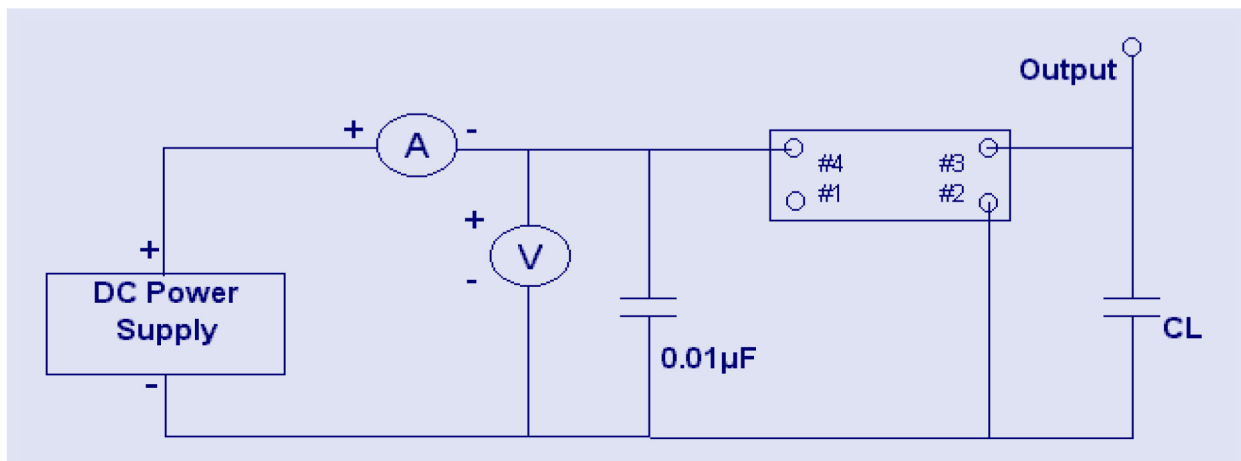 Output
+ A -
#4 #3
#1 #2
+
V
-
+
DC Power
Supply
-
0.01µF
CL